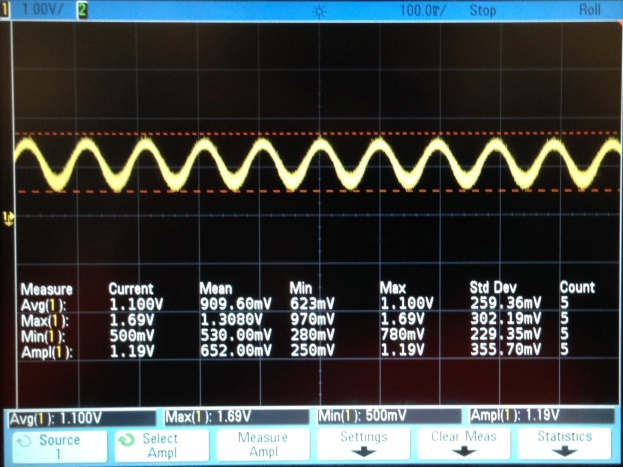 1 1.00V/ 2 100.0㎳/ Stop Roll
1
Measure Current Mean Min Max Std Dev Count
Avg(1): 1.100V 909.60mV 623mV 1.100V 259.36mV 5
Max(1): 1.69V 1.3080V 970mV 1.69V 302.19mV 5
Min(1): 500mV 530.00mV 280mV 780mV 229.35mV 5
Ampl(1): 1.19V 652.00mV 250mV 1.19V 355.70mV 5
Avg(1): 1.100V Max(1): 1.69V Min(1): 500mV Ampl(1): 1.19V
Source Select Measure Settings Clear Meas Statistics
1 Ampl Ampl